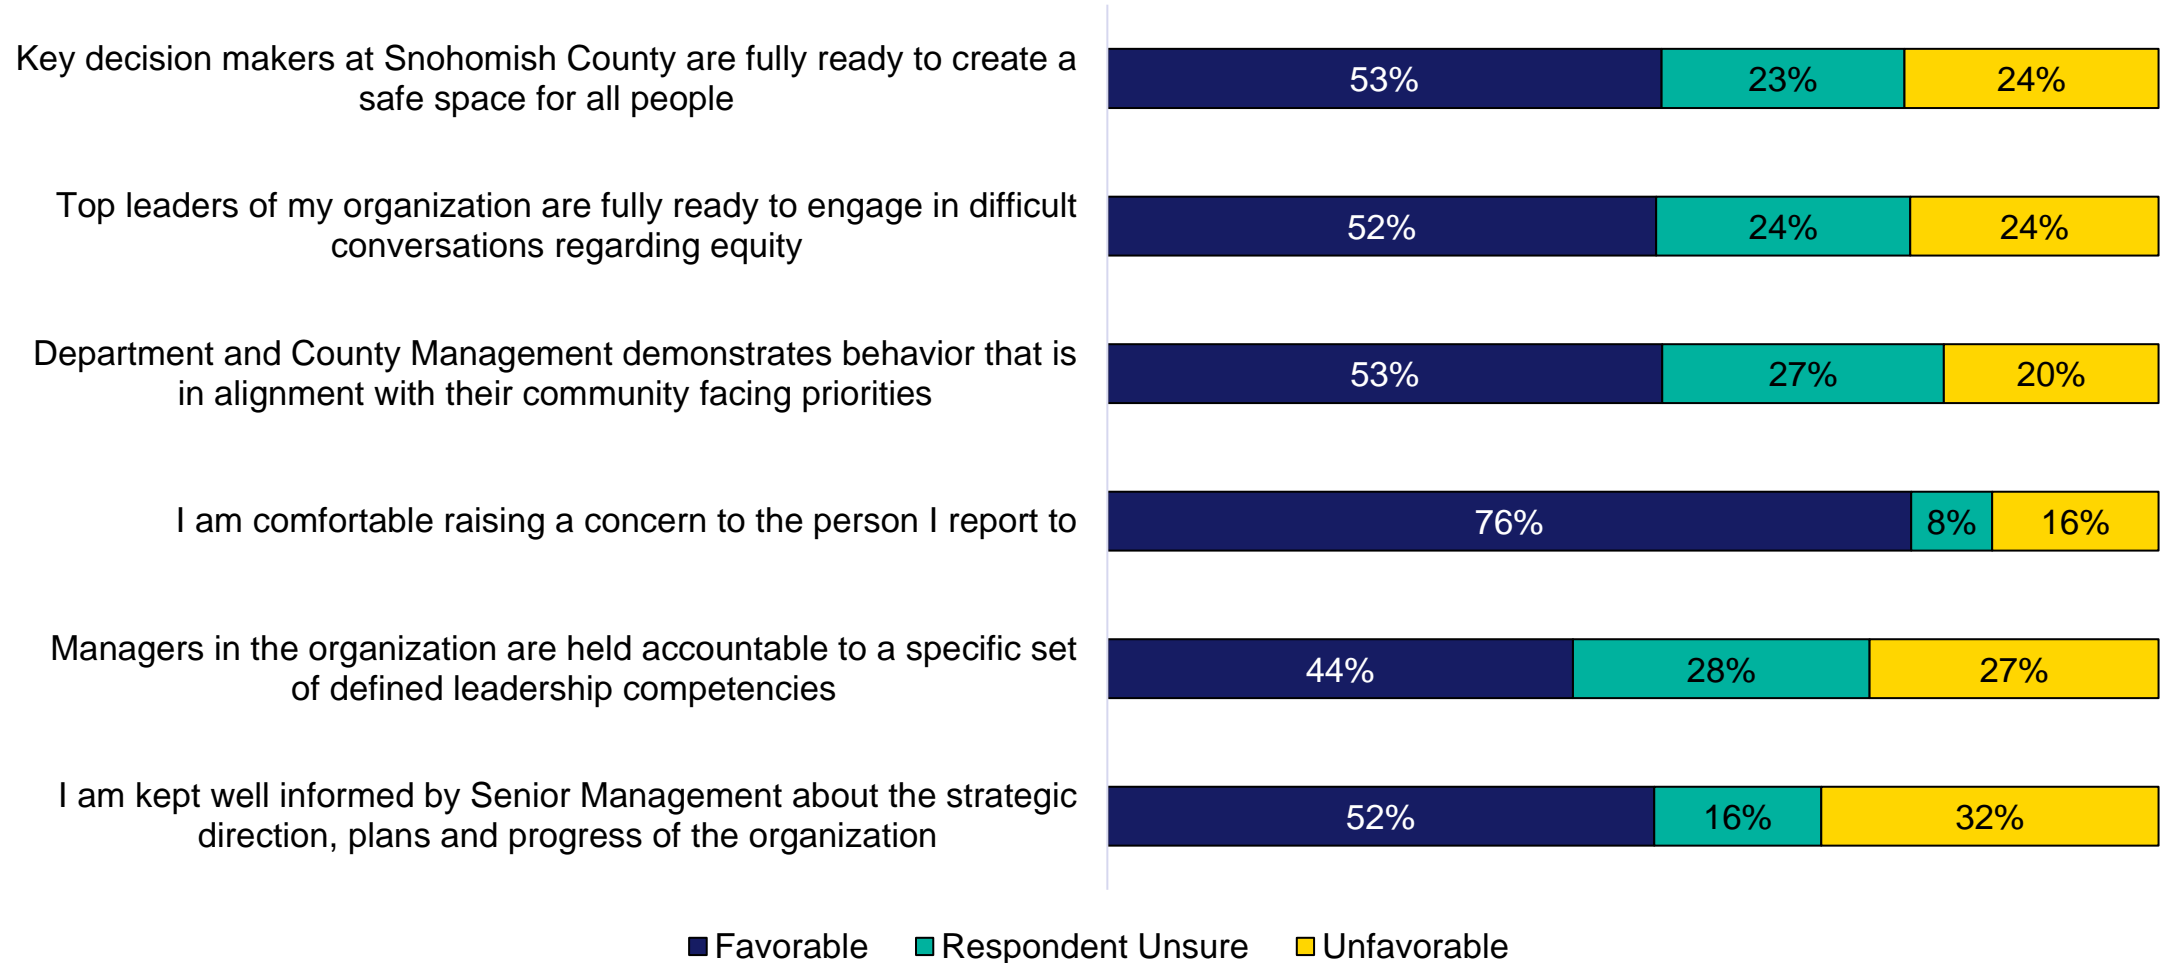 Key decision makers at Snohomish County are fully ready to create a
safe space for all people
53% 23% 24%
Top leaders of my organization are fully ready to engage in difficult
conversations regarding equity
52% 24% 24%
Department and County Management demonstrates behavior that is
in alignment with their community facing priorities
53% 27% 20%
I am comfortable raising a concern to the person I report to
76% 8% 16%
Managers in the organization are held accountable to a specific set
of defined leadership competencies
44% 28% 27%
I am kept well informed by Senior Management about the strategic
direction, plans and progress of the organization
52% 16% 32%
Favorable Respondent Unsure Unfavorable